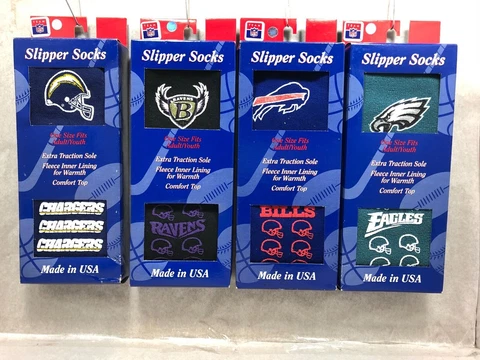 Slipper Socks
One Size Fits
Adult/Youth
Extra Traction Sole
Fleece Inner Lining
for Warmth
Comfort Top
CHARGERS
CHARGERS
CHARGERS
Made in USA
Slipper Socks
RAVENS
B
One Size Fits
Adult/Youth
Extra Traction Sole
Fleece Inner Lining
for Warmth
Comfort Top
RAVENS
Made in USA
Slipper Socks
One Size Fits
Adult/Youth
Extra Traction Sole
Fleece Inner Lining
for Warmth
Comfort Top
BILLS
Made in USA
Slipper Socks
One Size Fits
Adult/Youth
Extra Traction Sole
Fleece Inner Lining
for Warmth
Comfort Top
EAGLES
Made in USA